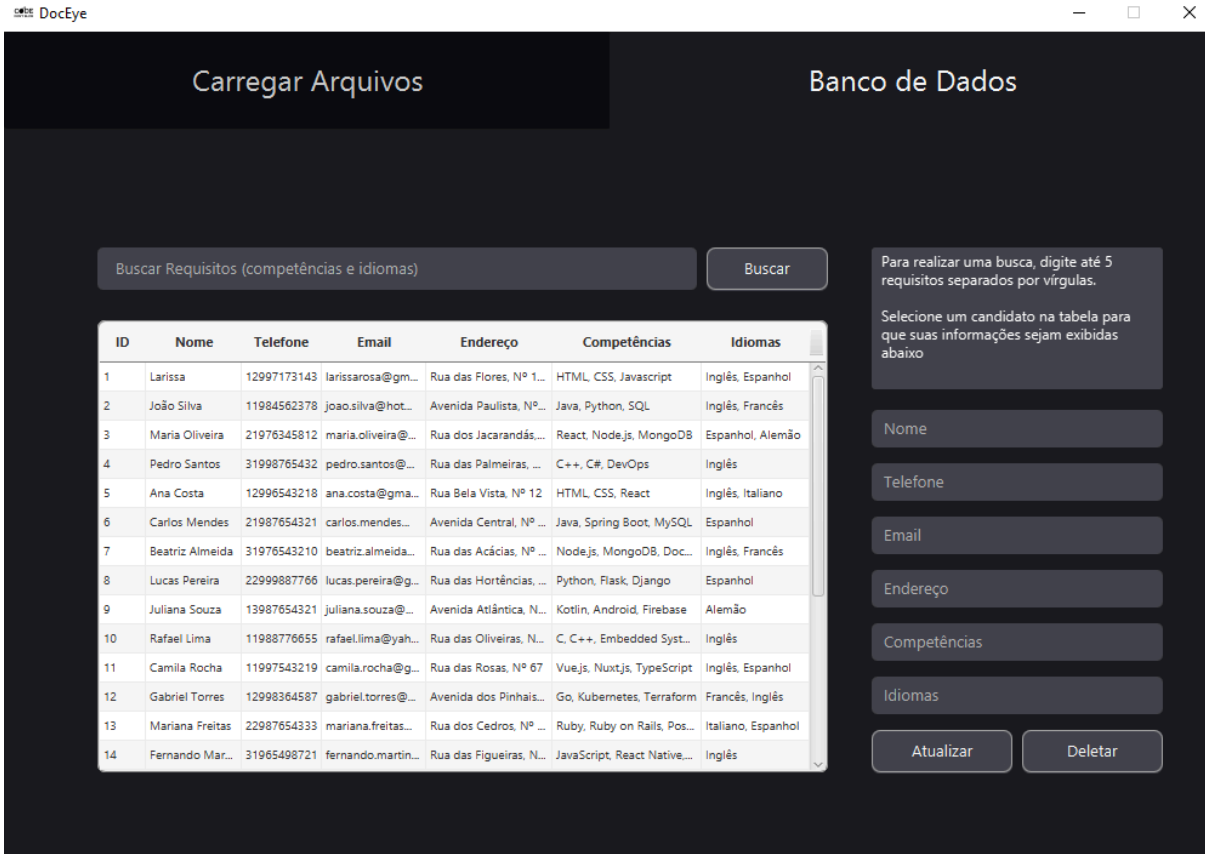 DocEye
Carregar Arquivos
Banco de Dados
Buscar Requisitos (competências e idiomas)
Buscar
ID Nome Telefone Email Endereço Competências Idiomas
1 Larissa 12997173143 larissarosa@gm... Rua das Flores, Nº 1... HTML, CSS, Javascript Inglês, Espanhol
2 João Silva 11984562378 joao.silva@hot... Avenida Paulista, Nº... Java, Python, SQL Inglês, Francês
3 Maria Oliveira 21976345812 maria.oliveira@... Rua dos Jacarandás,... React, Node.js, MongoDB Espanhol, Alemão
4 Pedro Santos 31998765432 pedro.santos@... Rua das Palmeiras, ... C++, C#, DevOps Inglês
5 Ana Costa 12996543218 ana.costa@gma... Rua Bela Vista, Nº 12 HTML, CSS, React Inglês, Italiano
6 Carlos Mendes 21987654321 carlos.mendes... Avenida Central, Nº ... Java, Spring Boot, MySQL Espanhol
7 Beatriz Almeida 31976543210 beatriz.almeida... Rua das Acácias, Nº ... Node.js, MongoDB, Doc... Inglês, Francês
8 Lucas Pereira 22999887766 lucas.pereira@g... Rua das Hortências, ... Python, Flask, Django Espanhol
9 Juliana Souza 13987654321 juliana.souza@... Avenida Atlântica, N... Kotlin, Android, Firebase Alemão
10 Rafael Lima 11988776655 rafael.lima@yah... Rua das Oliveiras, N... C, C++, Embedded Syst... Inglês
11 Camila Rocha 11997543219 camila.rocha@g... Rua das Rosas, Nº 67 Vue.js, Nuxt.js, TypeScript Inglês, Espanhol
12 Gabriel Torres 12998364587 gabriel.torres@... Avenida dos Pinhais... Go, Kubernetes, Terraform Francês, Inglês
13 Mariana Freitas 22987654333 mariana.freitas... Rua dos Cedros, Nº ... Ruby, Ruby on Rails, Pos... Italiano, Espanhol
14 Fernando Mar... 31965498721 fernando.martin... Rua das Figueiras, N... JavaScript, React Native,... Inglês
Para realizar uma busca, digite até 5
requisitos separados por vírgulas.
Selecione um candidato na tabela para
que suas informações sejam exibidas
abaixo
Nome
Telefone
Email
Endereço
Competências
Idiomas
Atualizar
Deletar